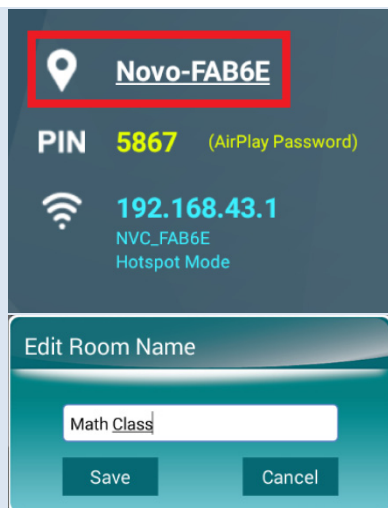 Novo-FAB6E
PIN 5867 (AirPlay Password)
192.168.43.1
NVC_FAB6E
Hotspot Mode
Edit Room Name
Math Class
Save Cancel